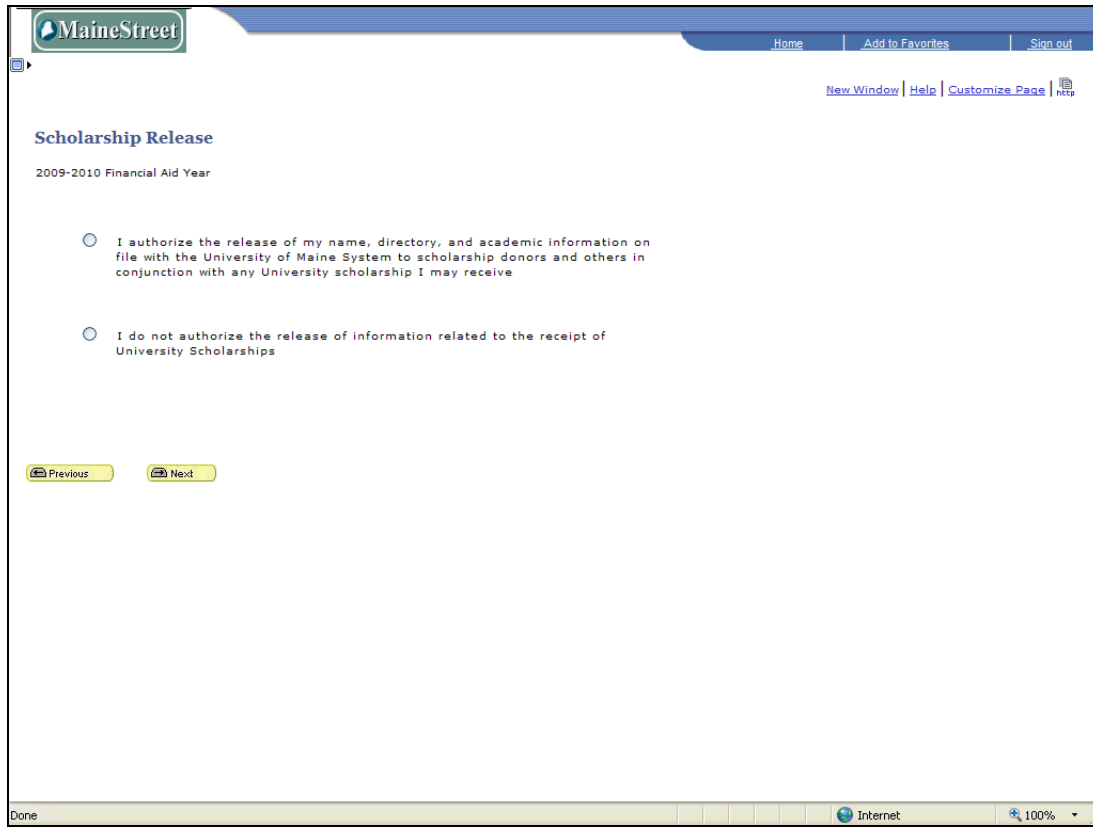 MaineStreet
Home | Add to Favorites | Sign out
New Window | Help | Customize Page | http
Scholarship Release
2009-2010 Financial Aid Year
I authorize the release of my name, directory, and academic information on
file with the University of Maine System to scholarship donors and others in
conjunction with any University scholarship I may receive
I do not authorize the release of information related to the receipt of
University Scholarships
Previous Next
Done Internet 100%